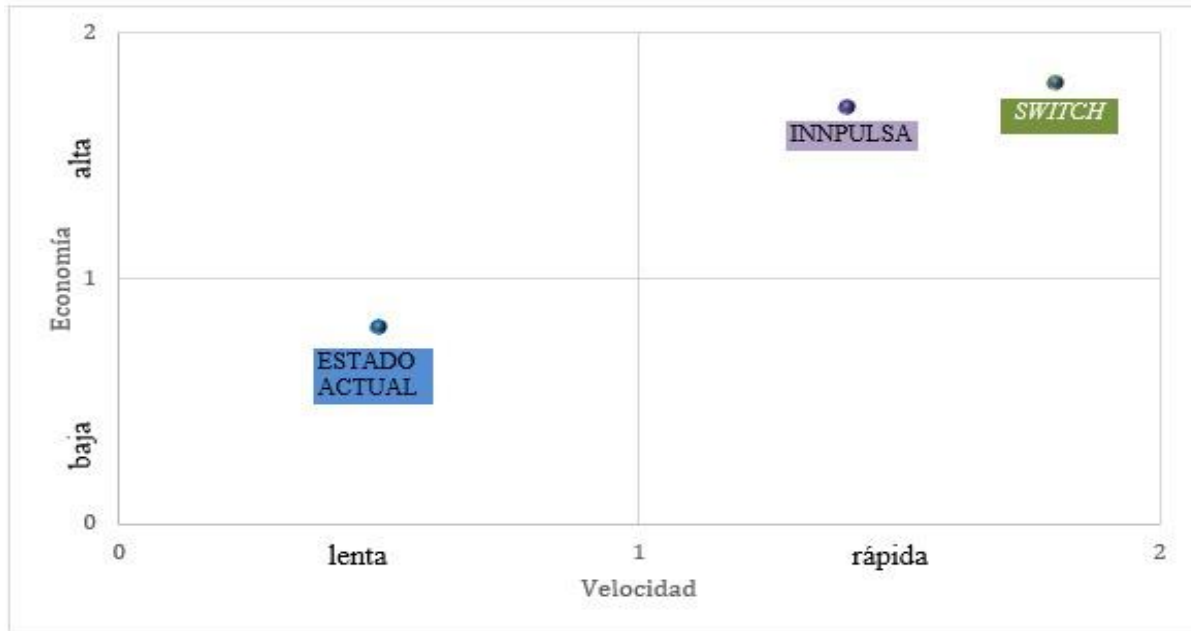 2
SWITCH
INNPULSA
alta
Economía
1
ESTADO
ACTUAL
baja
0
0
lenta
1
rápida
2
Velocidad